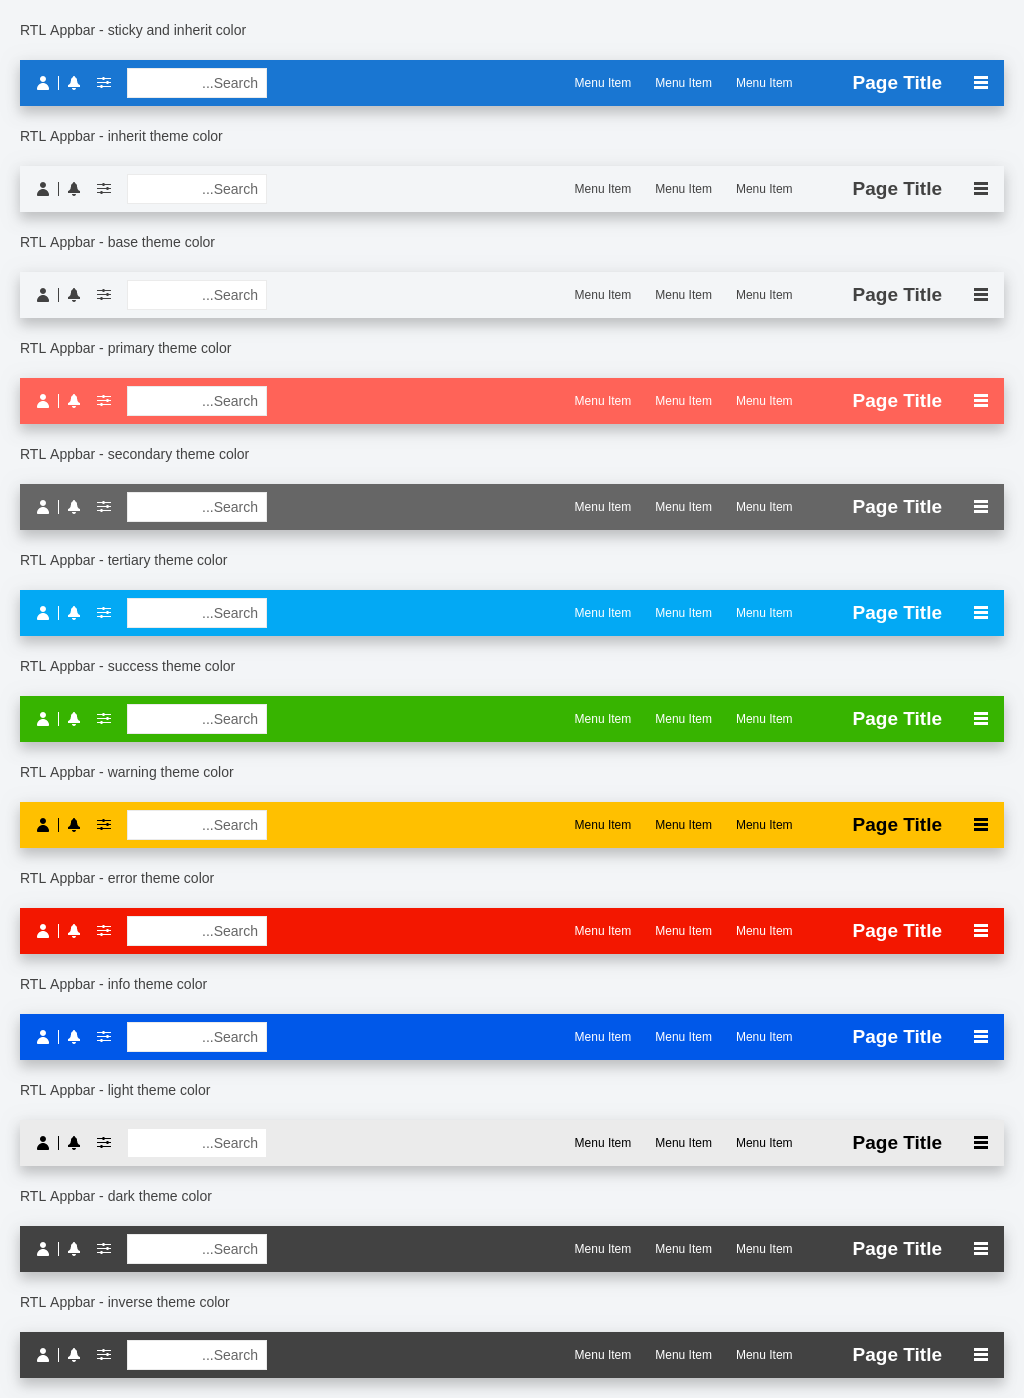 RTL Appbar - sticky and inherit color
...Search Menu Item Menu Item Menu Item Page Title
RTL Appbar - inherit theme color
...Search Menu Item Menu Item Menu Item Page Title
RTL Appbar - base theme color
...Search Menu Item Menu Item Menu Item Page Title
RTL Appbar - primary theme color
...Search Menu Item Menu Item Menu Item Page Title
RTL Appbar - secondary theme color
...Search Menu Item Menu Item Menu Item Page Title
RTL Appbar - tertiary theme color
...Search Menu Item Menu Item Menu Item Page Title
RTL Appbar - success theme color
...Search Menu Item Menu Item Menu Item Page Title
RTL Appbar - warning theme color
...Search Menu Item Menu Item Menu Item Page Title
RTL Appbar - error theme color
...Search Menu Item Menu Item Menu Item Page Title
RTL Appbar - info theme color
...Search Menu Item Menu Item Menu Item Page Title
RTL Appbar - light theme color
...Search Menu Item Menu Item Menu Item Page Title
RTL Appbar - dark theme color
...Search Menu Item Menu Item Menu Item Page Title
RTL Appbar - inverse theme color
...Search Menu Item Menu Item Menu Item Page Title